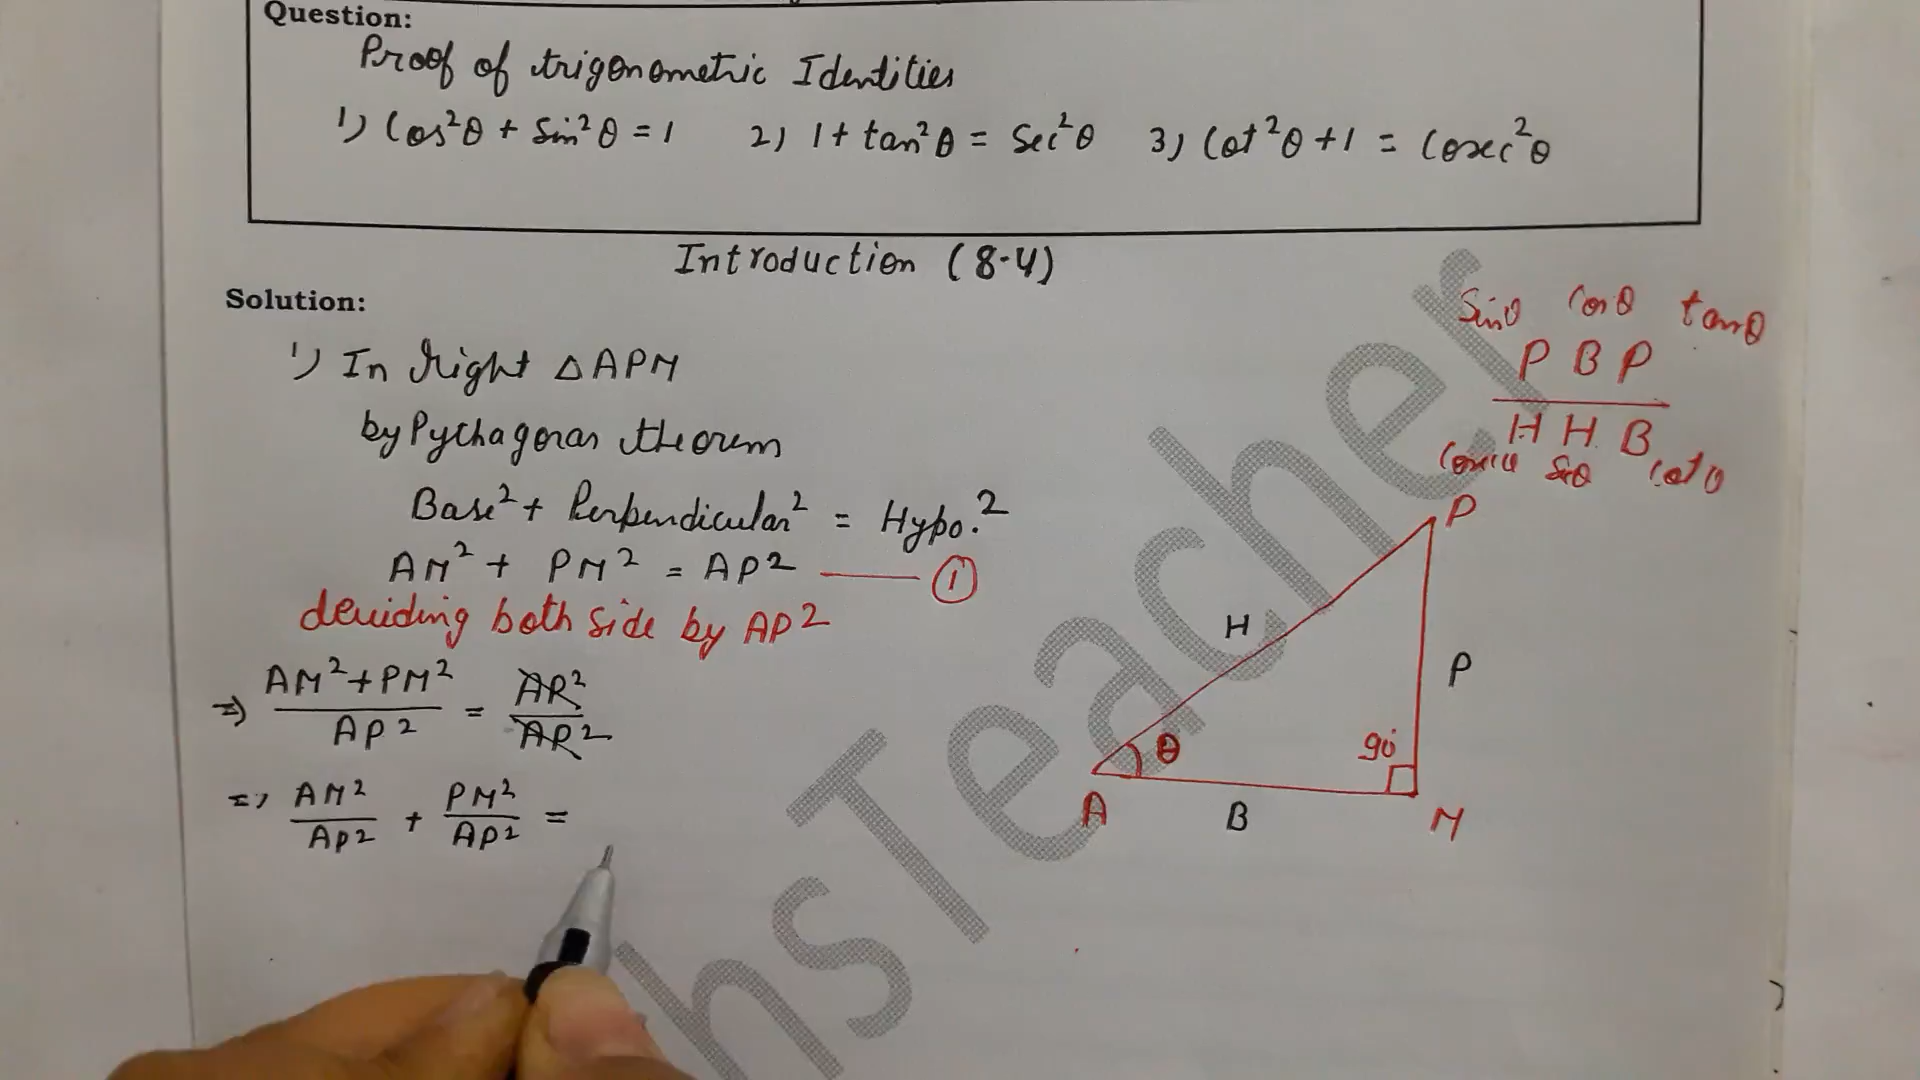 Question:
Proof of trigonometric Identities
1) Cos²θ + Sin²θ = 1 2) 1 + tan²θ = Sec²θ 3) Cot²θ + 1 = Cosec²θ
Introduction (8.4)
Solution:
1) In Right △APM
by Pythagoras theorem
Base² + Perpendicular² = Hypo.²
AM² + PM² = AP² —— ①
deviding both side by AP²
⇒ AM² + PM² / AP² = AP² / AP²
⇒ AM² / AP² + PM² / AP² =
Sinθ Cosθ tanθ
P B P
H H B
Secθ Cotθ
P
H
P
θ
90°
A
B
M
hsTeacher